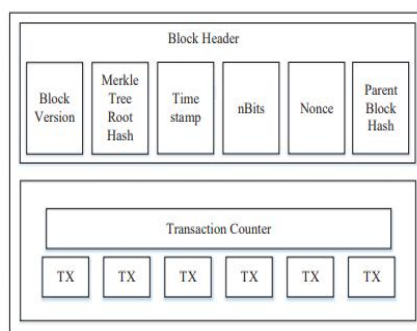 Block Header
Block
Version
Merkle
Tree
Root
Hash
Time
stamp
nBits
Nonce
Parent
Block
Hash
Transaction Counter
TX
TX
TX
TX
TX
TX